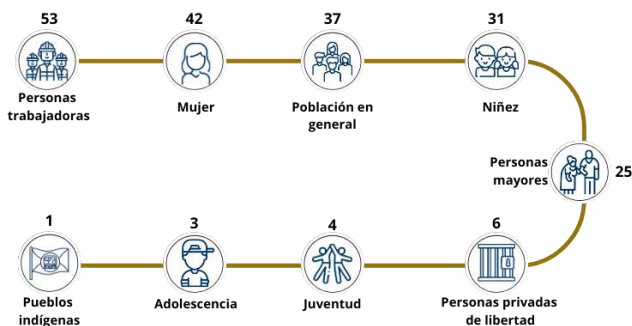 53
Personas
trabajadoras
42
Mujer
37
Población en
general
31
Niñez
Personas
mayores
25
6
Personas privadas
de libertad
4
Juventud
3
Adolescencia
1
Pueblos
indígenas